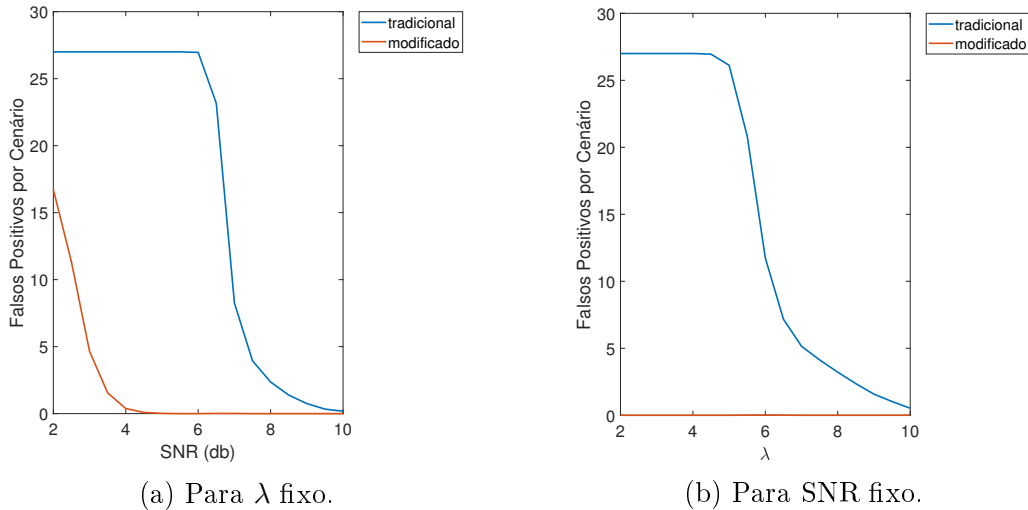 30
25
20
15
10
5
0
Falsos Positivos por Cenário
2 4 6 8 10
SNR (db)
tradicional
modificado
(a) Para λ fixo.
30
25
20
15
10
5
0
Falsos Positivos por Cenário
2 4 6 8 10
λ
tradicional
modificado
(b) Para SNR fixo.